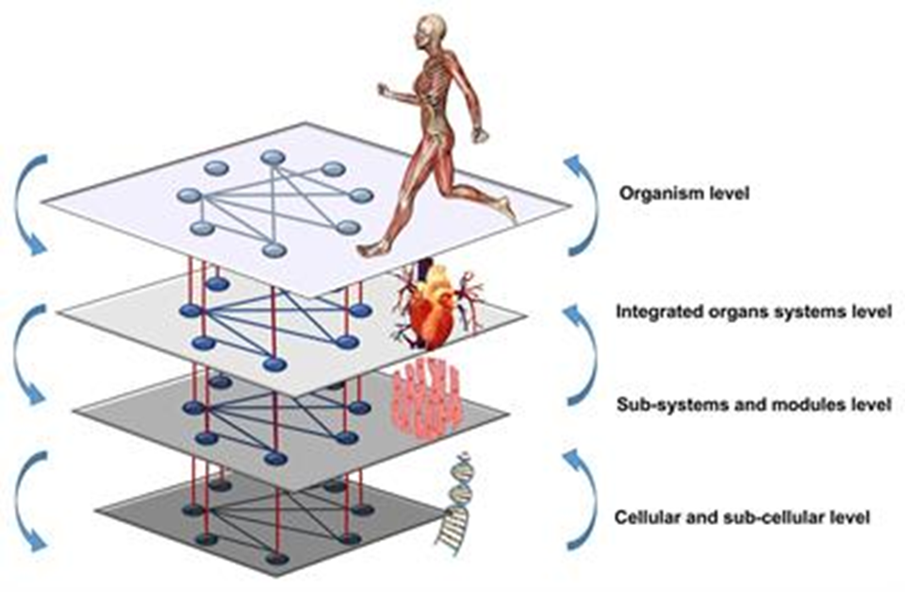 Organism level
Integrated organs systems level
Sub-systems and modules level
Cellular and sub-cellular level